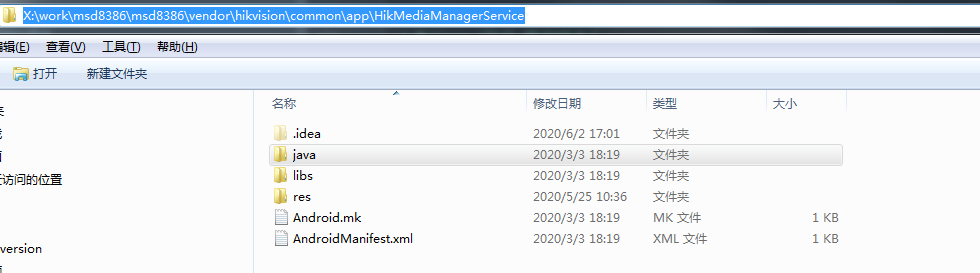 X:\work\msd8386\msd8386\vendor\hikvision\common\app\HikMediaManagerService
编辑(E) 查看(V) 工具(T) 帮助(H)
打开 新建文件夹
名称 修改日期 类型 大小
.idea 2020/6/2 17:01 文件夹
java 2020/3/3 18:19 文件夹
libs 2020/3/3 18:19 文件夹
res 2020/5/25 10:36 文件夹
Android.mk 2020/3/3 18:19 MK 文件 1 KB
AndroidManifest.xml 2020/3/3 18:19 XML 文件 1 KB
访问的位置
version